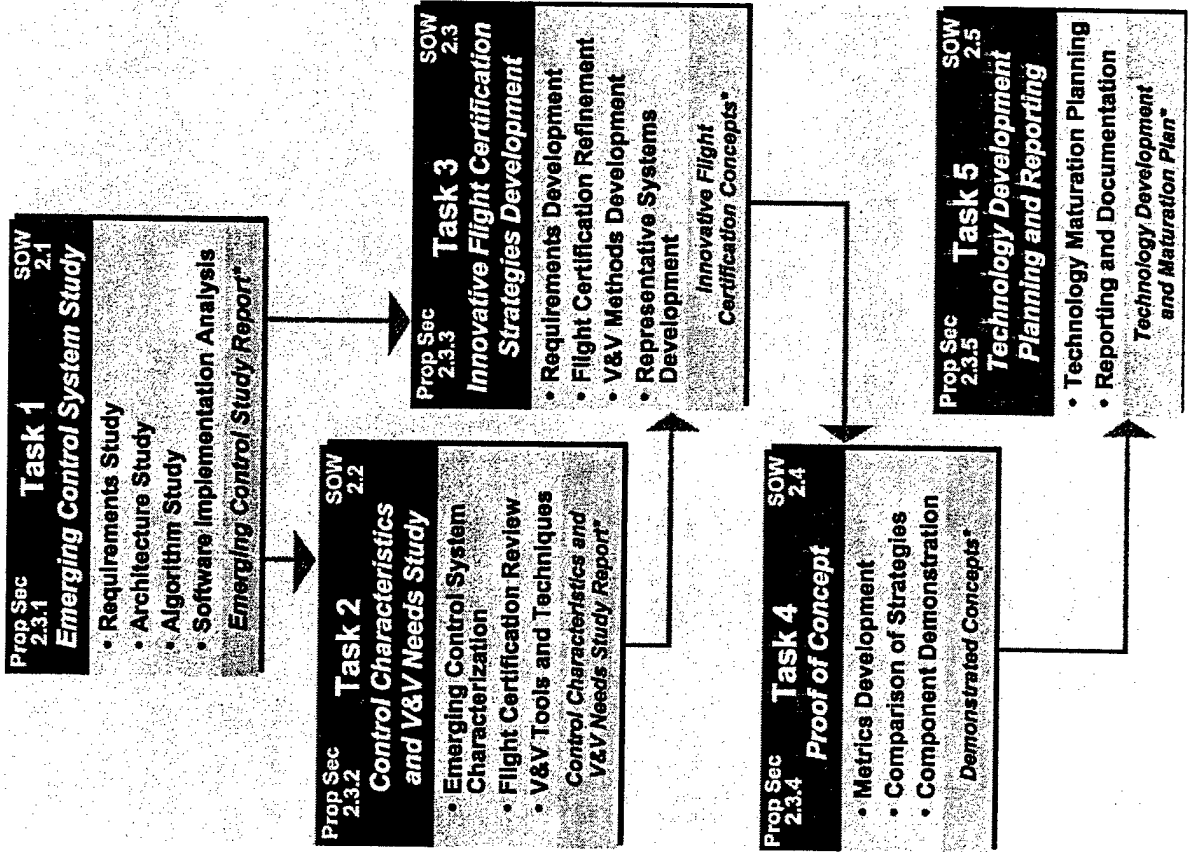 Prop Sec Task 1 SOW
2.3.1 2.1
Emerging Control System Study
• Requirements Study
• Architecture Study
• Algorithm Study
• Software Implementation Analysis
Emerging Control Study Report*
Prop Sec Task 2 SOW
2.3.2 2.2
Control Characteristics
and V&V Needs Study
• Emerging Control System
Characterization
• Flight Certification Review
• V&V Tools and Techniques
Control Characteristics and
V&V Needs Study Report*
Prop Sec Task 3 SOW
2.3.3 2.3
Innovative Flight Certification
Strategies Development
• Requirements Development
• Flight Certification Refinement
• V&V Methods Development
• Representative Systems
Development
Innovative Flight
Certification Concepts*
Prop Sec Task 4 SOW
2.3.4 2.4
Proof of Concept
• Metrics Development
• Comparison of Strategies
• Component Demonstration
Demonstrated Concepts*
Prop Sec Task 5 SOW
2.3.5 2.5
Technology Development
Planning and Reporting
• Technology Maturation Planning
• Reporting and Documentation
Technology Development
and Maturation Plan*